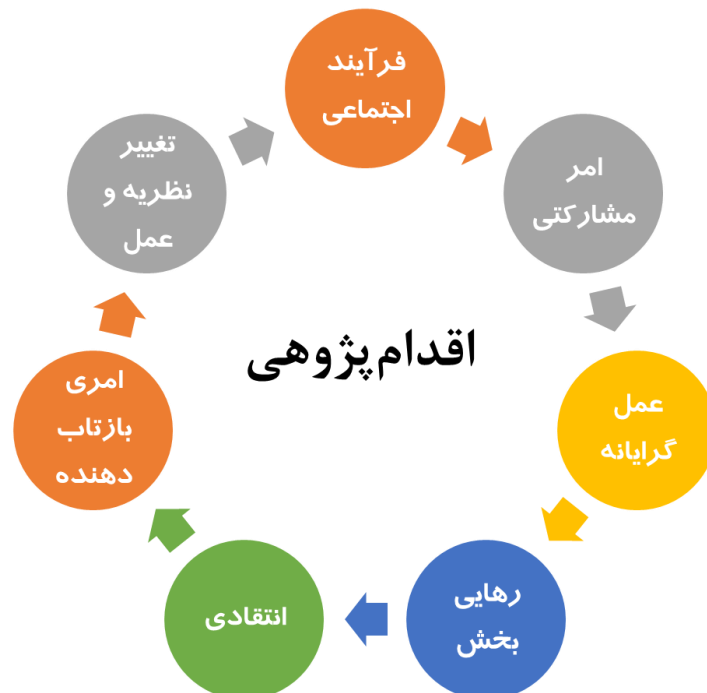 فرآیند
اجتماعی
امر
مشارکتی
عمل
گرایانه
رهایی
بخش
انتقادی
امری
بازتاب
دهنده
تغییر
نظریه و
عمل
اقدام‌پژوهی